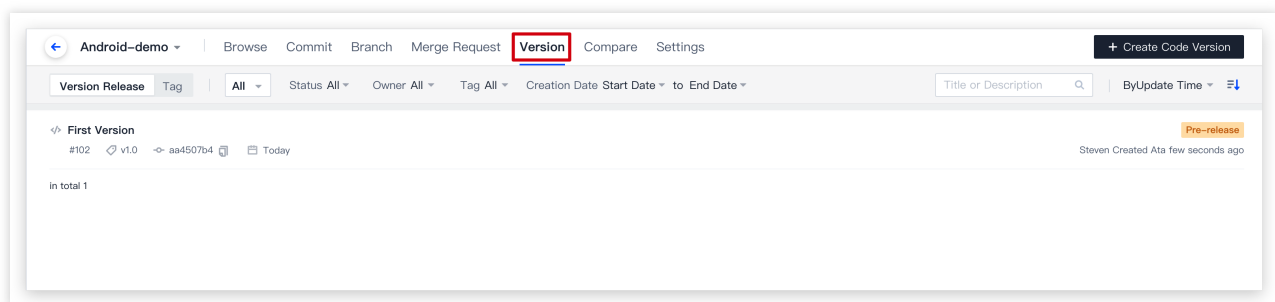 Android-demo Browse Commit Branch Merge Request Version Compare Settings + Create Code Version
Version Release Tag All Status All Owner All Tag All Creation Date Start Date to End Date Title or Description ByUpdate Time
</> First Version Pre-release
#102 v1.0 aa4507b4 Today Steven Created Ata few seconds ago
in total 1